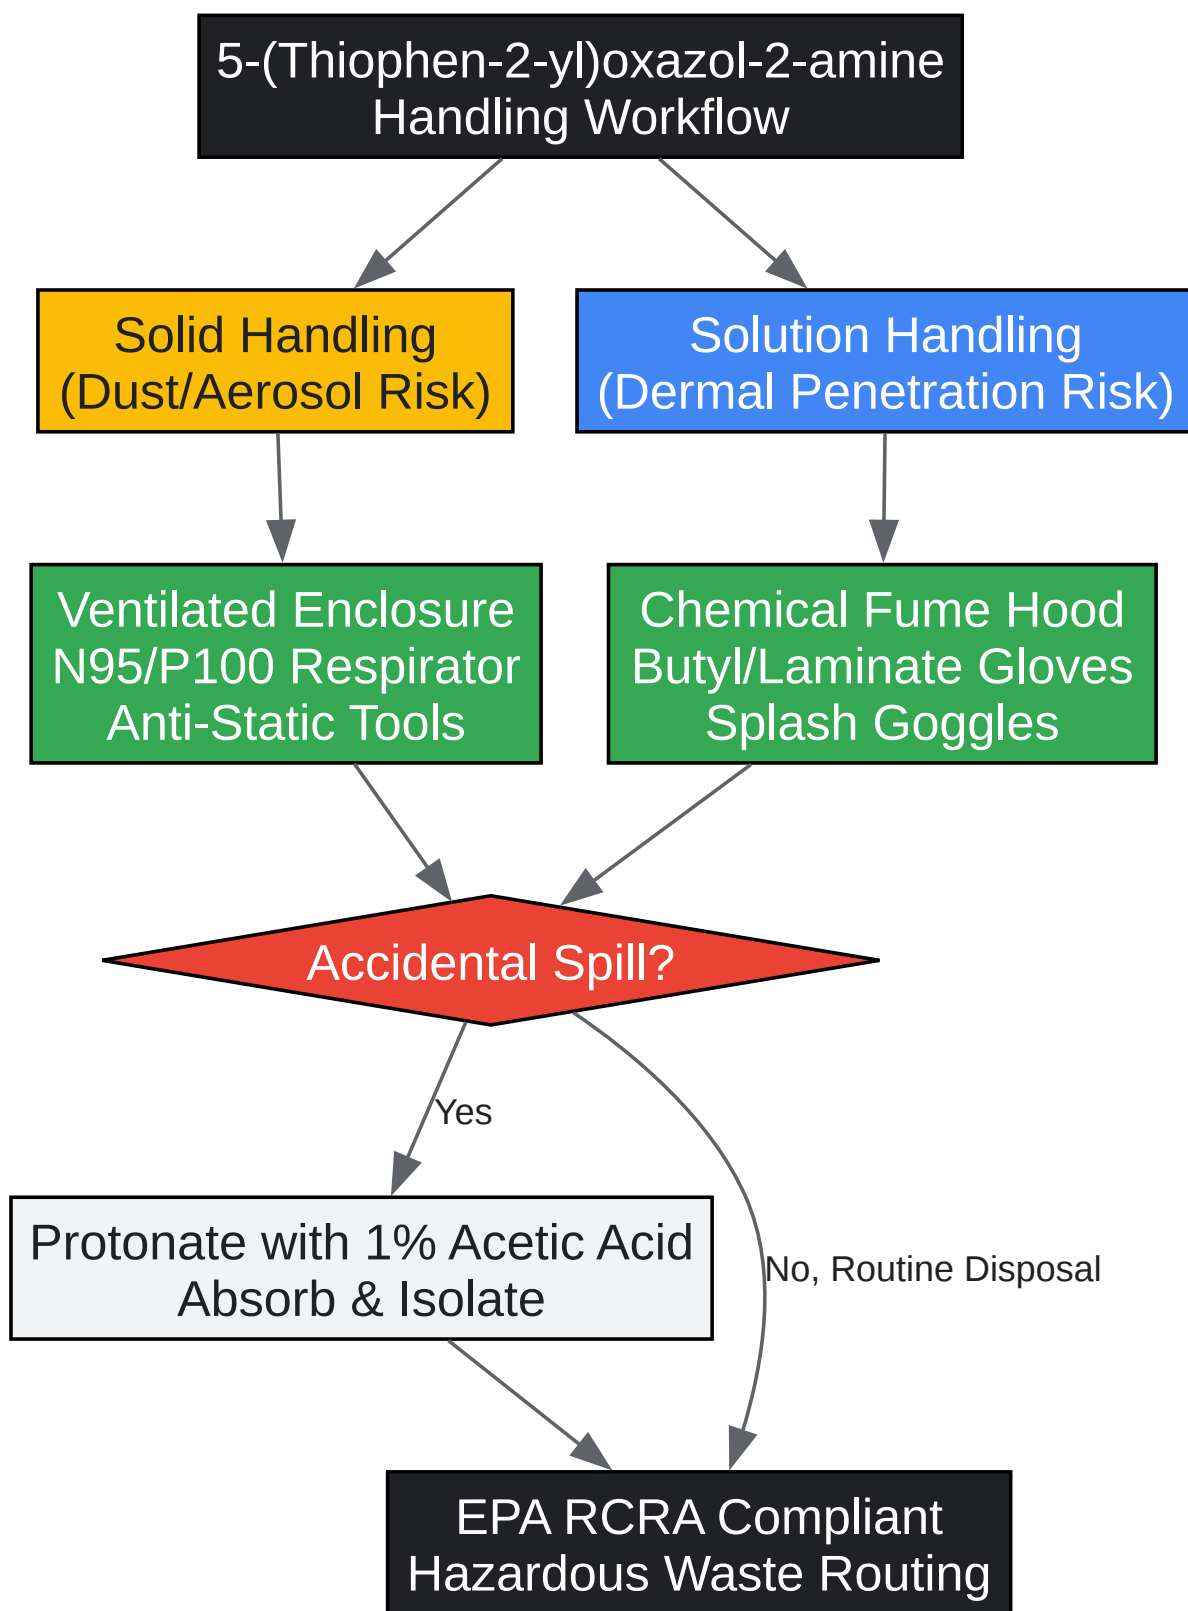 5-(Thiophen-2-yl)oxazol-2-amine
Handling Workflow
Solid Handling
(Dust/Aerosol Risk)
Solution Handling
(Dermal Penetration Risk)
Ventilated Enclosure
N95/P100 Respirator
Anti-Static Tools
Chemical Fume Hood
Butyl/Laminate Gloves
Splash Goggles
Accidental Spill?
Yes
Protonate with 1% Acetic Acid
Absorb & Isolate
No, Routine Disposal
EPA RCRA Compliant
Hazardous Waste Routing